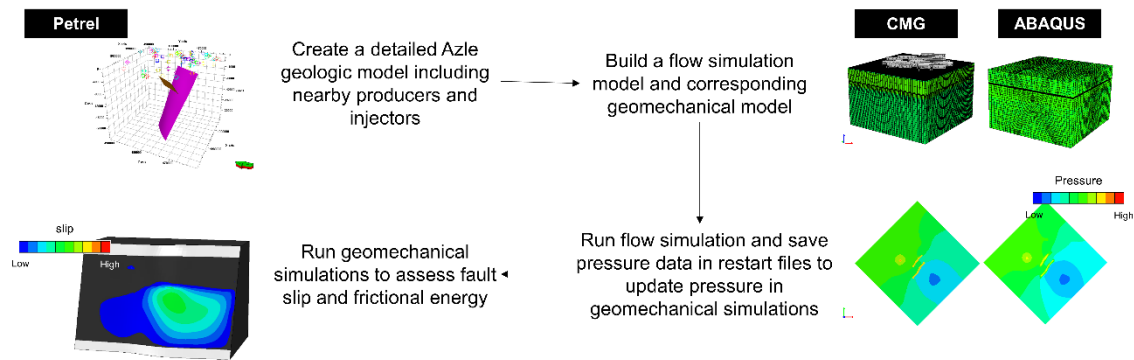 Petrel
Create a detailed Azle
geologic model including
nearby producers and
injectors
Build a flow simulation
model and corresponding
geomechanical model
CMG
ABAQUS
slip
Low
High
Run geomechanical
simulations to assess fault
slip and frictional energy
Run flow simulation and save
pressure data in restart files to
update pressure in
geomechanical simulations
Pressure
Low
High